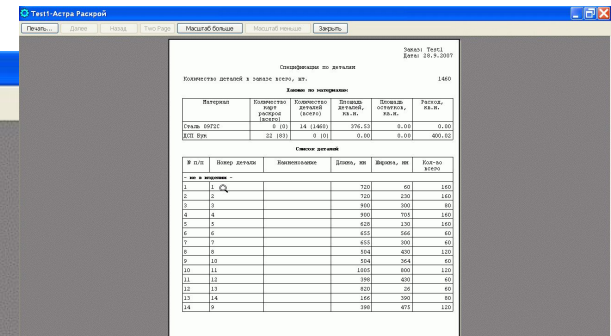 Test1-Астра Раскрой
Печать... Далее Назад Two Page Масштаб больше Масштаб меньше Закрыть
Заказ: Test1
Дата: 28.9.2007
Спецификация по деталям
Количество деталей в заказе всего, шт. 1460
Данные по материалам:
Материал Количество карт раскроя (всего) Количество деталей (всего) Площадь деталей, кв.м. Площадь остатков, кв.м. Расход, кв.м.
Сталь 09Г2С 0 (0) 14 (1460) 376.53 0.00 0.00
ДСП Бук 22 (83) 0 (0) 0.00 0.00 400.02
Список деталей
№ п/п Номер детали Наименование Длина, мм Ширина, мм Кол-во всего
- не в изделии -
1 1 720 60 160
2 2 720 230 160
3 3 900 300 80
4 4 900 705 160
5 5 628 130 160
6 6 655 566 60
7 7 655 300 60
8 8 504 430 120
9 10 504 364 60
10 11 1005 800 120
11 12 398 430 60
12 13 820 26 60
13 14 166 390 80
14 9 398 475 120